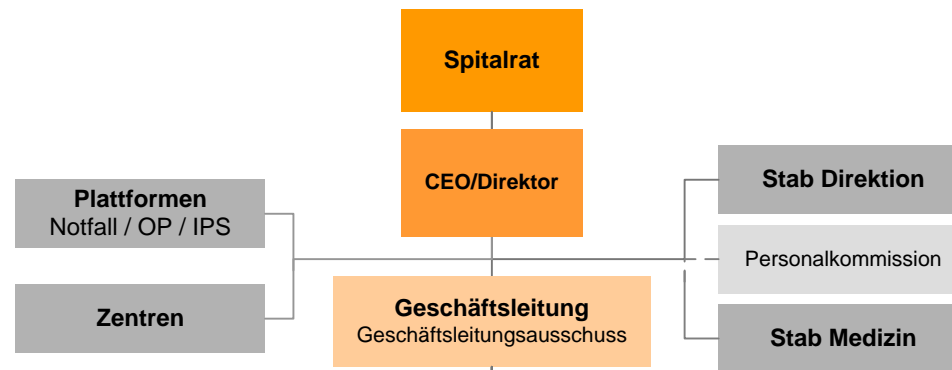 Spitalrat
CEO/Direktor
Plattformen
Notfall / OP / IPS
Zentren
Geschäftsleitung
Geschäftsleitungsausschuss
Stab Direktion
Personalkommission
Stab Medizin